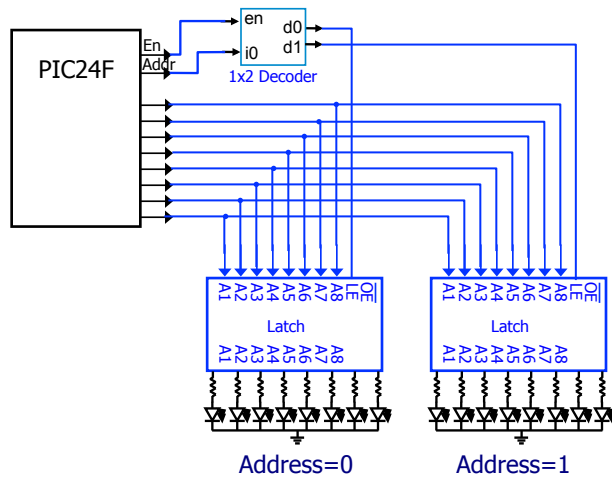 en
d0
En
d1
PIC24F
Addr
i0
1x2 Decoder
A1 A2 A3 A4 A5 A6 A7 A8 LE OE
A1 A2 A3 A4 A5 A6 A7 A8 LE OE
Latch
Latch
A1 A2 A3 A4 A5 A6 A7 A8
A1 A2 A3 A4 A5 A6 A7 A8
Address=0
Address=1